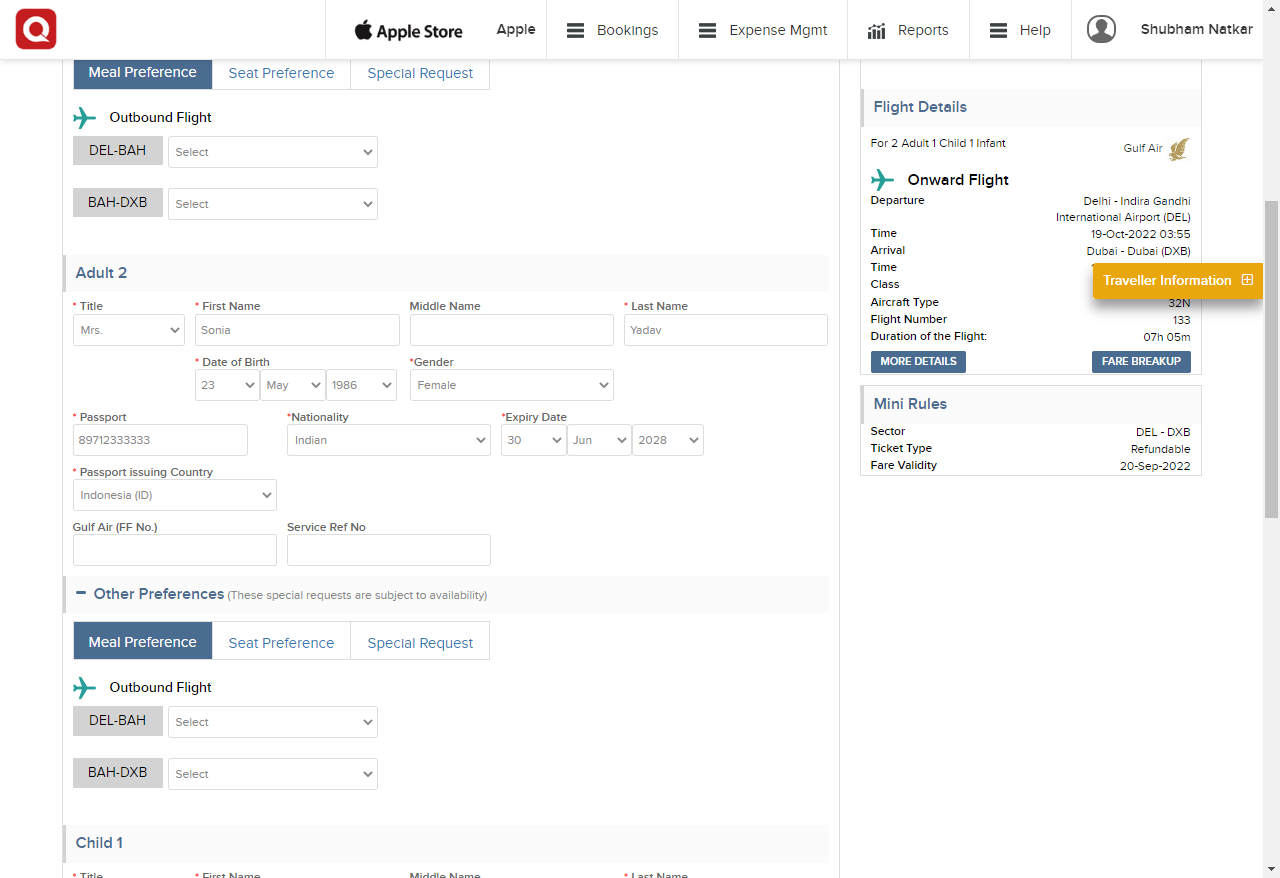 Apple Store
Apple
Bookings
Expense Mgmt
Reports
Help
Shubham Natkar
Meal Preference
Seat Preference
Special Request
Outbound Flight
DEL-BAH
Select
BAH-DXB
Select
Adult 2
* Title
* First Name
Middle Name
* Last Name
Mrs.
Sonia
Yadav
* Date of Birth
*Gender
23
May
1986
Female
* Passport
*Nationality
*Expiry Date
89712333333
Indian
30
Jun
2028
* Passport issuing Country
Indonesia (ID)
Gulf Air (FF No.)
Service Ref No
Other Preferences (These special requests are subject to availability)
Meal Preference
Seat Preference
Special Request
Outbound Flight
DEL-BAH
Select
BAH-DXB
Select
Child 1
* Title
* First Name
Middle Name
* Last Name
Flight Details
For 2 Adult 1 Child 1 Infant
Gulf Air
Onward Flight
Departure
Delhi - Indira Gandhi
International Airport (DEL)
Time
19-Oct-2022 03:55
Arrival
Dubai - Dubai (DXB)
Time
Class
Traveller Information
Aircraft Type
32N
Flight Number
133
Duration of the Flight:
07h 05m
MORE DETAILS
FARE BREAKUP
Mini Rules
Sector
DEL - DXB
Ticket Type
Refundable
Fare Validity
20-Sep-2022